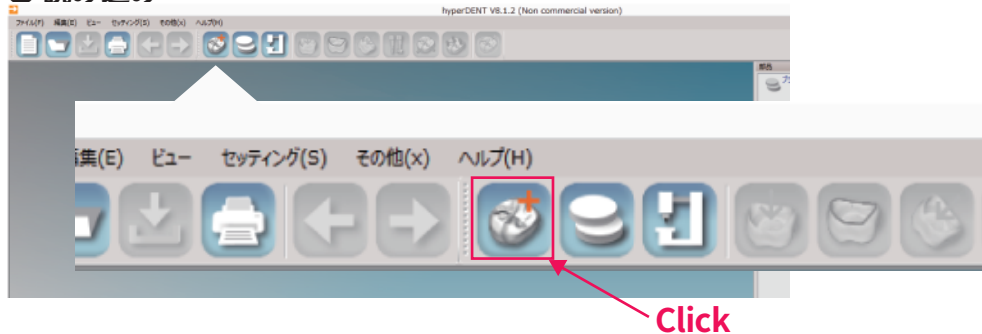 hyperDENT V8.1.2 (Non commercial version)
ファイル(F) 編集(E) ビュー セッティング(S) その他(x) ヘルプ(H)
部品
編集(E) ビュー セッティング(S) その他(x) ヘルプ(H)
Click